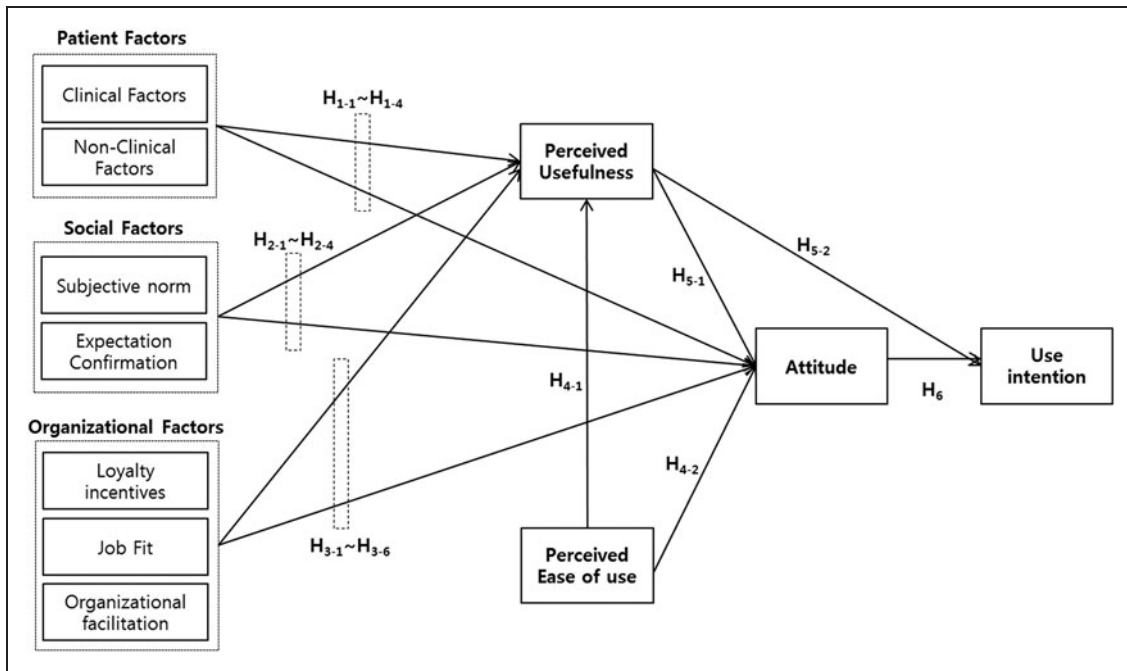 Patient Factors
Clinical Factors
Non-Clinical
Factors
H1-1~H1-4
Perceived
Usefulness
Social Factors
H2-1~H2-4
Subjective norm
Expectation
Confirmation
H5-2
H5-1
Attitude
Use
intention
H6
H4-1
H4-2
Organizational Factors
Loyalty
incentives
Job Fit
Organizational
facilitation
H3-1~H3-6
Perceived
Ease of use